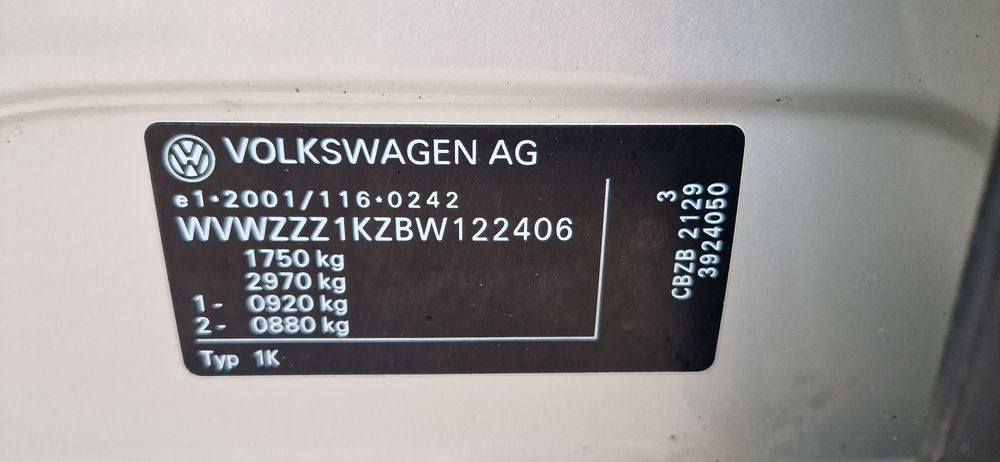 VOLKSWAGEN AG
e1*2001/116*0242
WVWZZZ1KZBW122406
1750 kg
2970 kg
1- 0920 kg
2- 0880 kg
Typ 1K
3
CBZB 2129
3924050